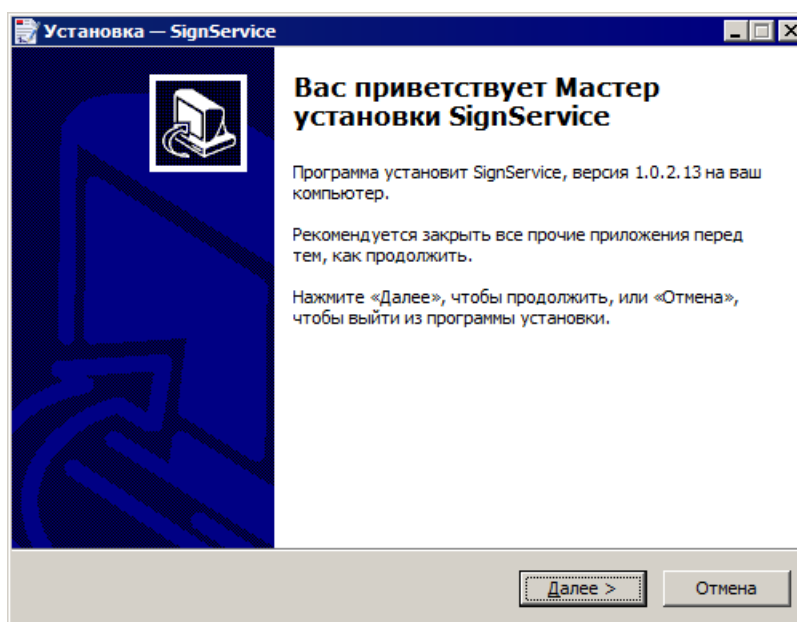 Установка — SignService
Вас приветствует Мастер
установки SignService
Программа установит SignService, версия 1.0.2.13 на ваш
компьютер.
Рекомендуется закрыть все прочие приложения перед
тем, как продолжить.
Нажмите «Далее», чтобы продолжить, или «Отмена»,
чтобы выйти из программы установки.
Далее >
Отмена